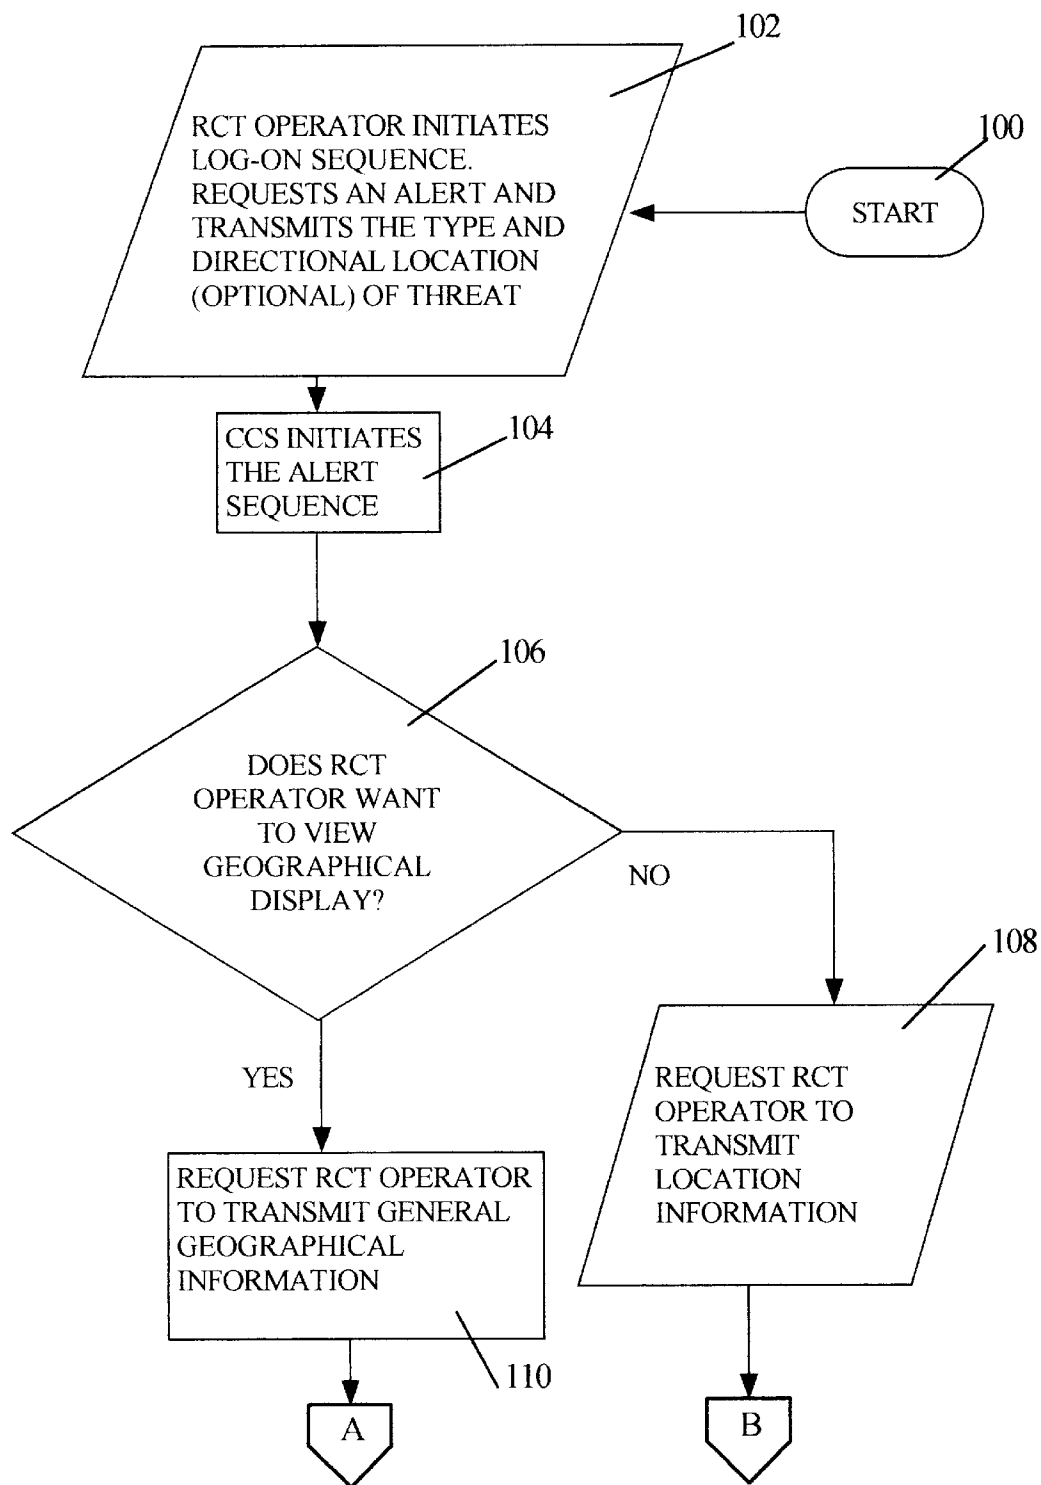 102
RCT OPERATOR INITIATES
LOG-ON SEQUENCE.
REQUESTS AN ALERT AND
TRANSMITS THE TYPE AND
DIRECTIONAL LOCATION
(OPTIONAL) OF THREAT
100
START
104
CCS INITIATES
THE ALERT
SEQUENCE
106
DOES RCT
OPERATOR WANT
TO VIEW
GEOGRAPHICAL
DISPLAY?
NO
108
REQUEST RCT
OPERATOR TO
TRANSMIT
LOCATION
INFORMATION
YES
REQUEST RCT OPERATOR
TO TRANSMIT GENERAL
GEOGRAPHICAL
INFORMATION
110
A
B